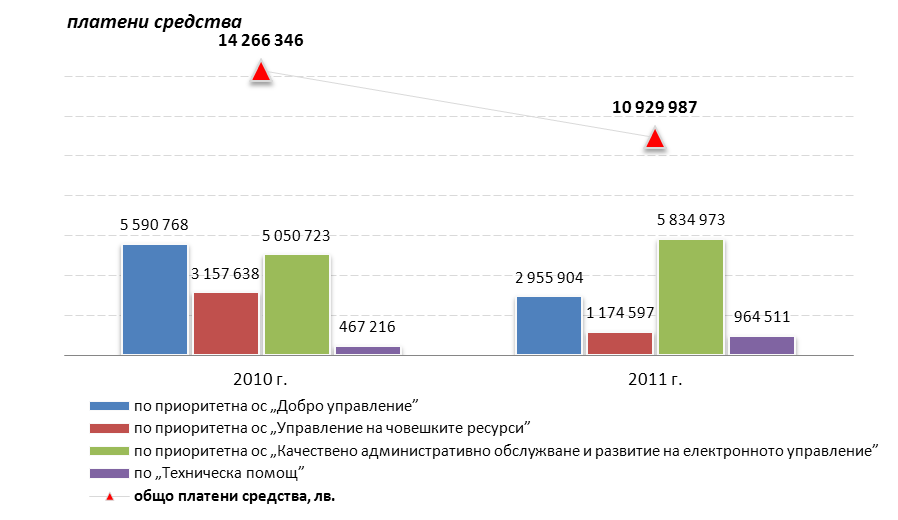 платени средства
14 266 346
10 929 987
5 590 768
3 157 638
5 050 723
467 216
2 955 904
1 174 597
5 834 973
964 511
2010 г.
2011 г.
по приоритетна ос „Добро управление”
по приоритетна ос „Управление на човешките ресурси”
по приоритетна ос „Качествено административно обслужване и развитие на електронното управление”
по „Техническа помощ”
общо платени средства, лв.